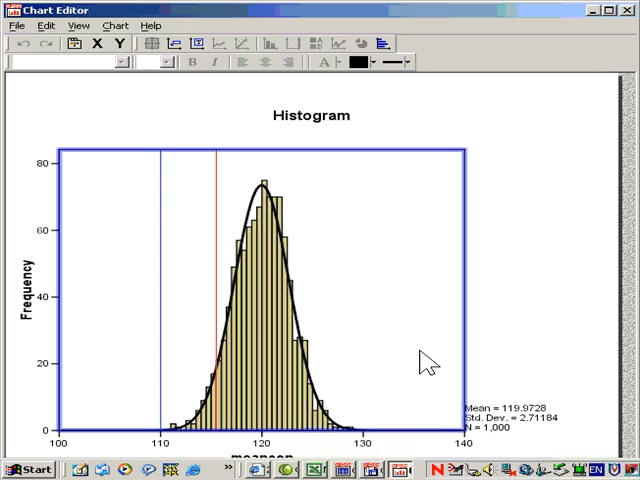 Chart Editor
File Edit View Chart Help
X Y
B I A
Histogram
80
60
40
20
0
Frequency
100 110 120 130 140
Mean = 119.9728
Std. Dev. = 2.71184
N = 1,000
Start » EN